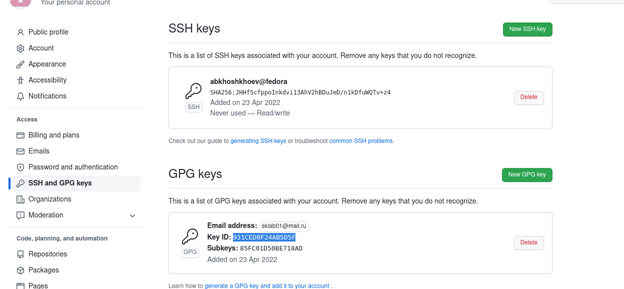 Your personal account
Public profile
Account
Appearance
Accessibility
Notifications
Access
Billing and plans
Emails
Password and authentication
SSH and GPG keys
Organizations
Moderation
Code, planning, and automation
Repositories
Packages
Pages
SSH keys
New SSH key
This is a list of SSH keys associated with your account. Remove any keys that you do not recognize.
abkhoshkhoev@fedora
SSH
Added on 23 Apr 2022
Never used — Read/write
Delete
Check out our guide to generating SSH keys or troubleshoot common SSH problems.
GPG keys
New GPG key
This is a list of GPG keys associated with your account. Remove any keys that you do not recognize.
Email address: sklab01@mail.ru
Key ID: 931CED0F24AB5D5F
Subkeys: 85FC01D50BE718AD
GPG
Added on 23 Apr 2022
Delete
Learn how to generate a GPG key and add it to your account .